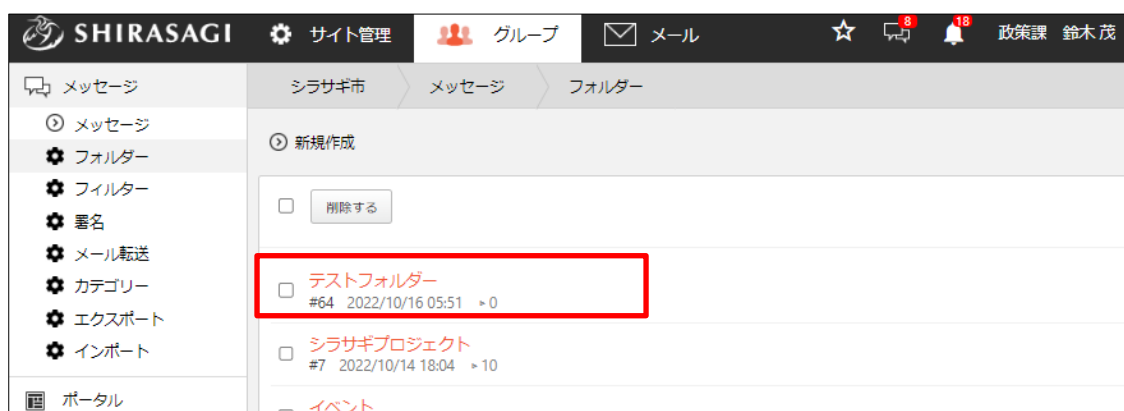 SHIRASAGI サイト管理 グループ メール 8 18 政策課 鈴木 茂
メッセージ
シラサギ市 メッセージ フォルダー
メッセージ
フォルダー
フィルター
署名
メール転送
カテゴリー
エクスポート
インポート
ポータル
新規作成
削除する
テストフォルダー
#64 2022/10/16 05:51 ▸ 0
シラサギプロジェクト
#7 2022/10/14 18:04 ▸ 10
イベント